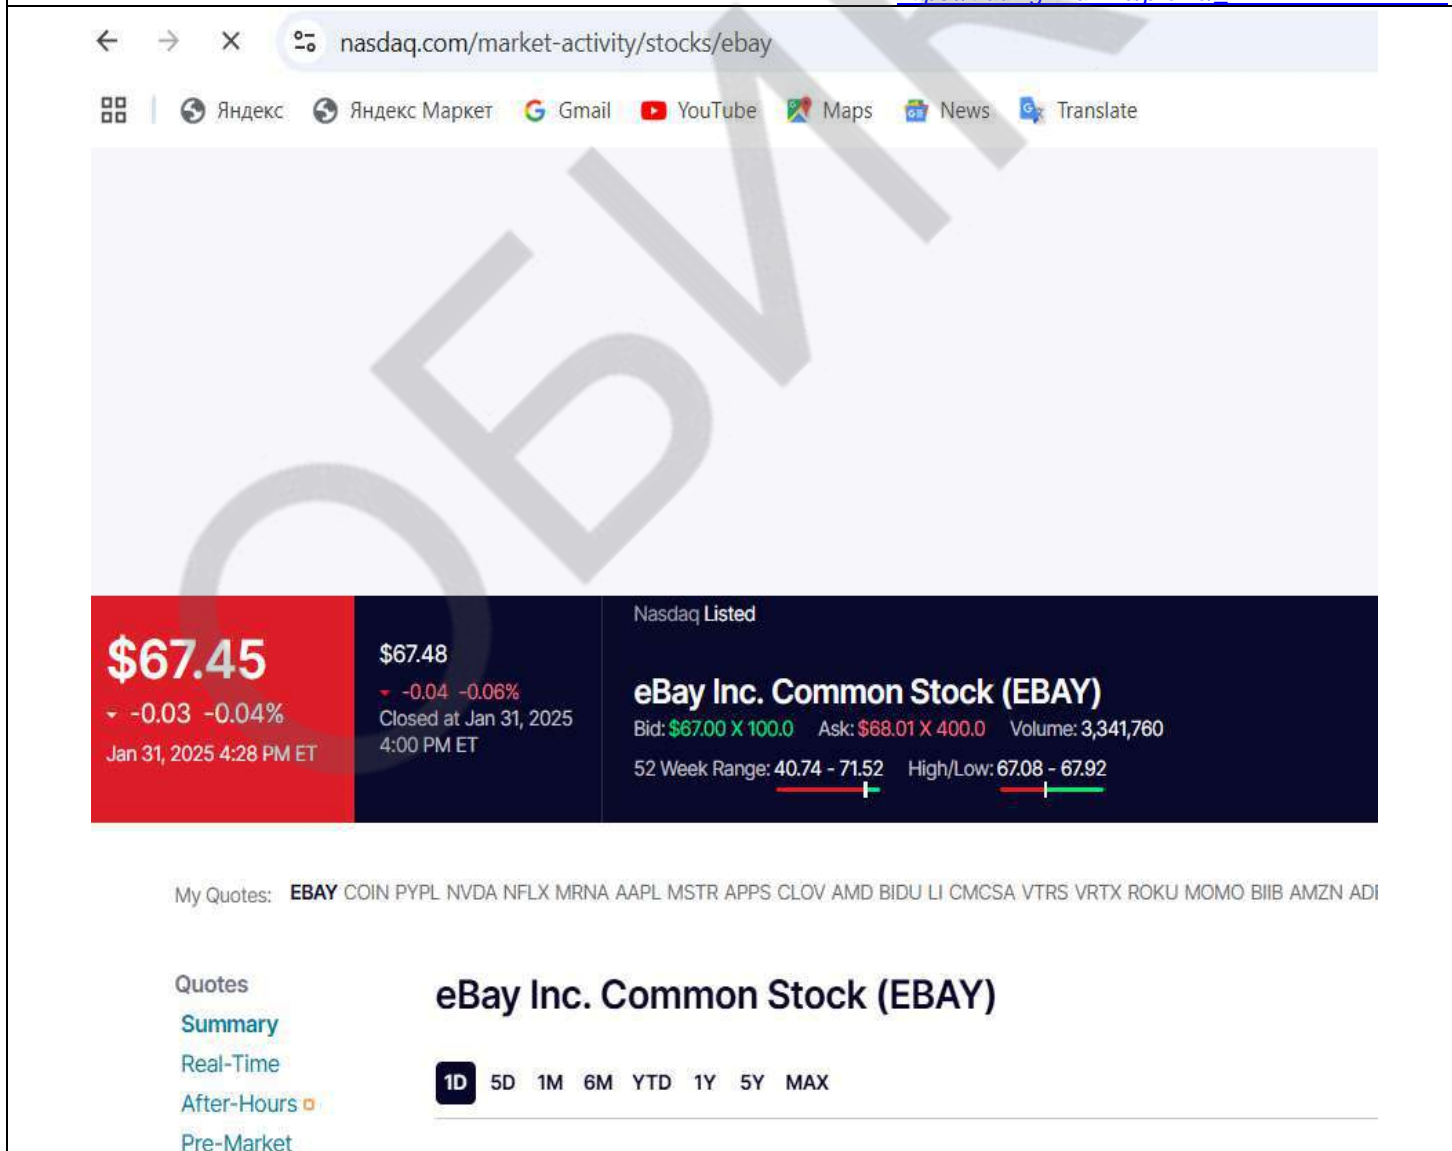 nasdaq.com/market-activity/stocks/ebay
Яндекс Яндекс Маркет Gmail YouTube Maps News Translate
ОБИК
Nasdaq Listed
$67.45
-0.03 -0.04%
Jan 31, 2025 4:28 PM ET
$67.48
-0.04 -0.06%
Closed at Jan 31, 2025
4:00 PM ET
eBay Inc. Common Stock (EBAY)
Bid: $67.00 X 100.0 Ask: $68.01 X 400.0 Volume: 3,341,760
52 Week Range: 40.74 - 71.52 High/Low: 67.08 - 67.92
My Quotes: EBAY COIN PYPL NVDA NFLX MRNA AAPL MSTR APPS CLOV AMD BIDU LI CMCSA VTRS VRTX ROKU MOMO BIIB AMZN
Quotes
Summary
Real-Time
After-Hours
Pre-Market
eBay Inc. Common Stock (EBAY)
1D 5D 1M 6M YTD 1Y 5Y MAX